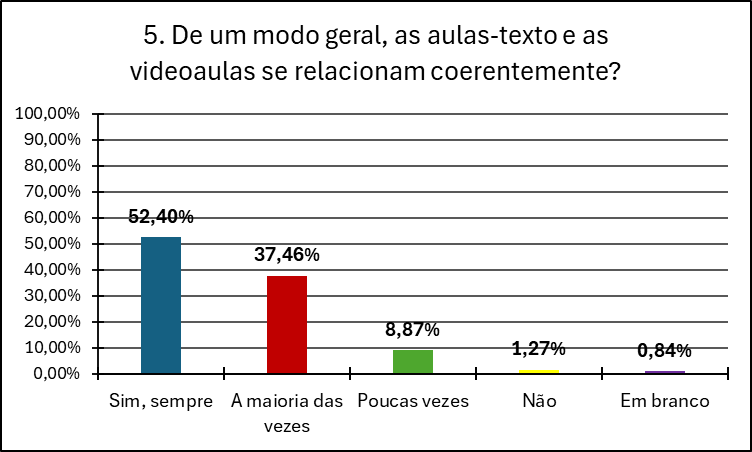 5. De um modo geral, as aulas-texto e as
videoaulas se relacionam coerentemente?
100,00%
90,00%
80,00%
70,00%
60,00%
50,00%
40,00%
30,00%
20,00%
10,00%
0,00%
52,40%
37,46%
8,87%
1,27%
0,84%
Sim, sempre
A maioria das
vezes
Poucas vezes
Não
Em branco